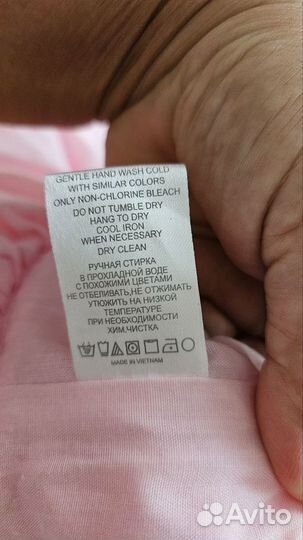 GENTLE HAND WASH COLD
WITH SIMILAR COLORS
ONLY NON-CHLORINE BLEACH
DO NOT TUMBLE DRY
HANG TO DRY
COOL IRON
WHEN NECESSARY
DRY CLEAN
РУЧНАЯ СТИРКА
В ПРОХЛАДНОЙ ВОДЕ
С ПОХОЖИМИ ЦВЕТАМИ
НЕ ОТБЕЛИВАТЬ, НЕ ОТЖИМАТЬ
УТЮЖИТЬ НА НИЗКОЙ
ТЕМПЕРАТУРЕ
ПРИ НЕОБХОДИМОСТИ
ХИМ.ЧИСТКА
MADE IN VIETNAM
Avito